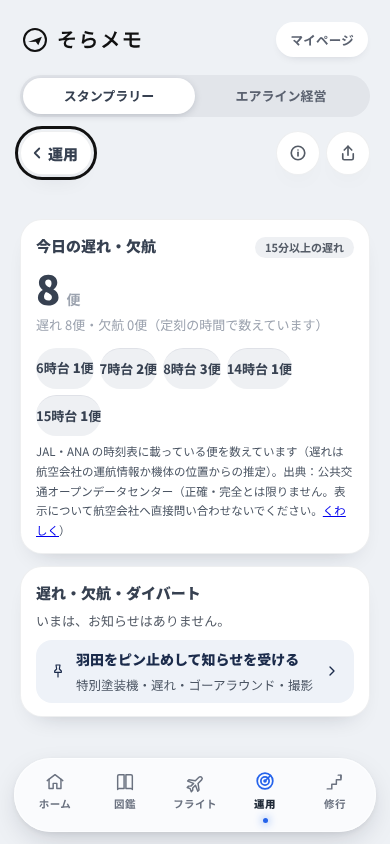 そらメモ
マイページ
スタンプラリー
エアライン経営
運用
今日の遅れ・欠航
15分以上の遅れ
8 便
遅れ 8便・欠航 0便（定刻の時間で数えています）
6時台 1便 7時台 2便 8時台 3便 14時台 1便
15時台 1便
JAL・ANA の時刻表に載っている便を数えています（遅れは
航空会社の運航情報か機体の位置からの推定）。出典：公共交
通オープンデータセンター（正確・完全とは限りません。表
示について航空会社へ直接問い合わせないでください。くわ
しく）
遅れ・欠航・ダイバート
いまは、お知らせはありません。
羽田をピン止めして知らせを受ける
特別塗装機・遅れ・ゴーアラウンド・撮影
ホーム
図鑑
フライト
運用
修行